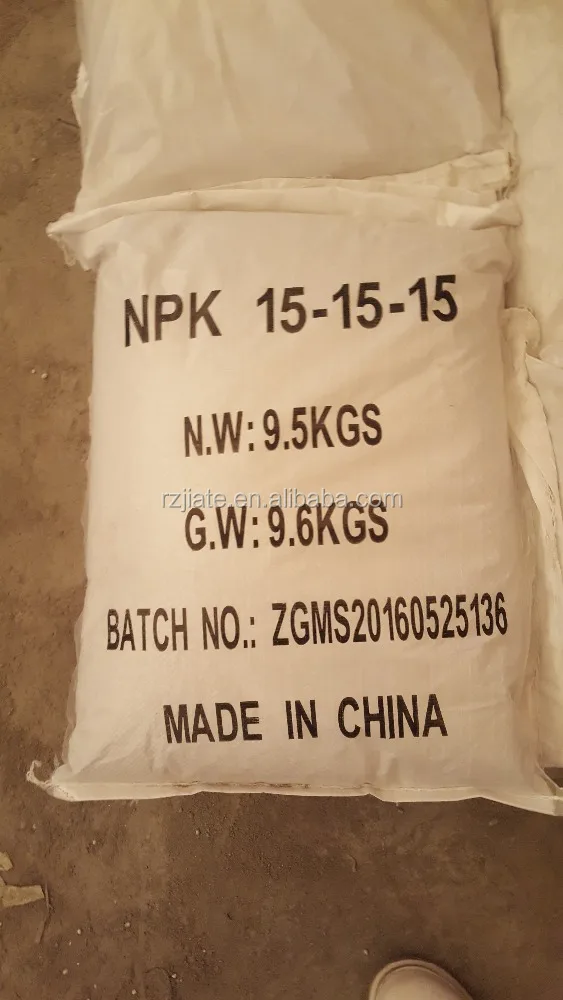 NPK 15-15-15
N.W: 9.5KGS
rzjiate.en.alibaba.com
G.W: 9.6KGS
BATCH NO.: ZGMS20160525136
MADE IN CHINA